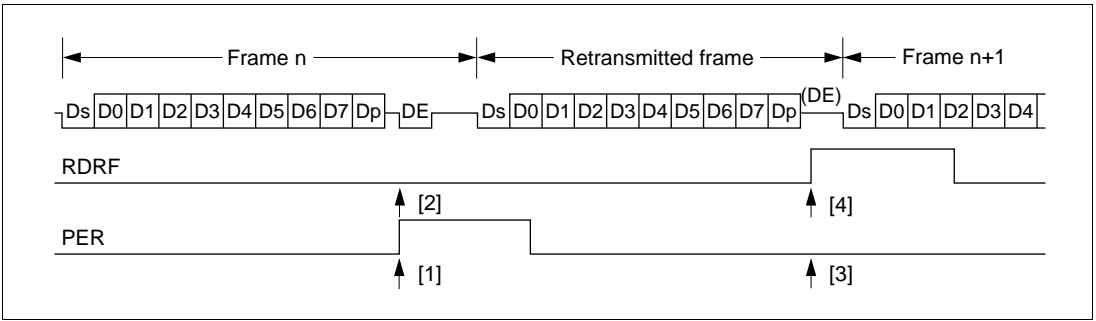 Frame n Retransmitted frame Frame n+1
(DE)
Ds D0 D1 D2 D3 D4 D5 D6 D7 Dp DE Ds D0 D1 D2 D3 D4 D5 D6 D7 Dp Ds D0 D1 D2 D3 D4
RDRF
[2] [4]
PER
[1] [3]